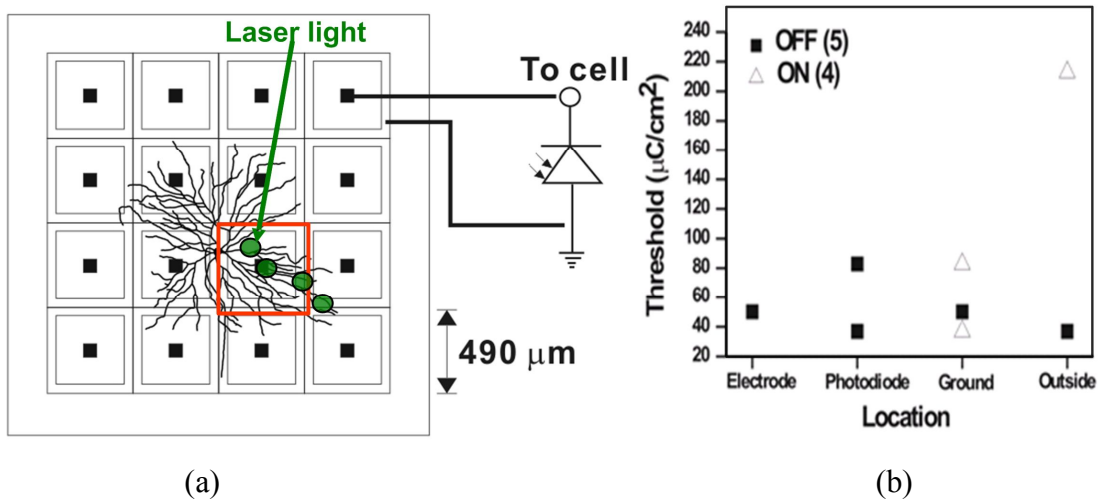 Laser light
To cell
490 μm
(a)
240
220
200
180
160
140
120
100
80
60
40
20
Threshold (μC/cm²)
OFF (5)
ON (4)
Electrode Photodiode Ground Outside
Location
(b)